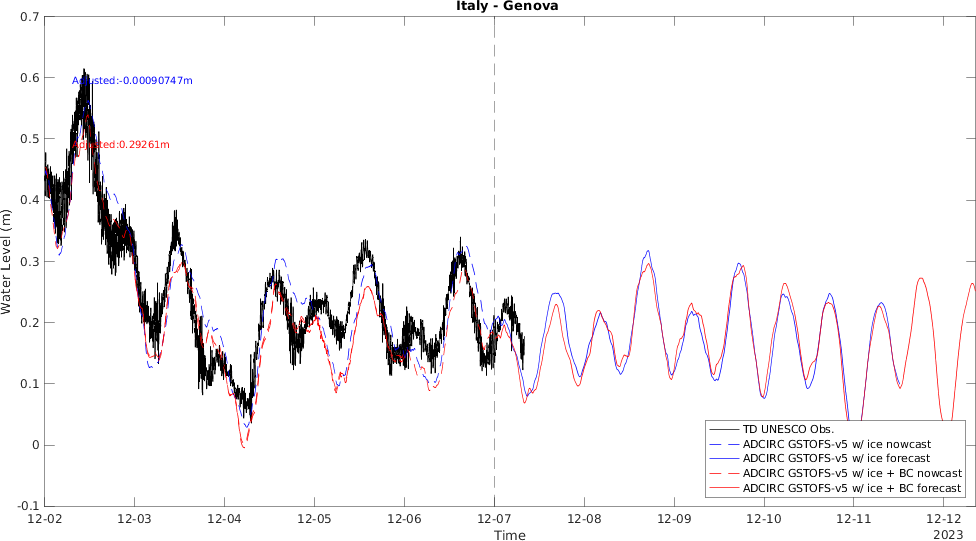 Italy - Genova
0.7
0.6
0.5
0.4
0.3
0.2
0.1
0
-0.1
Water Level (m)
Adjusted:-0.00090747m
Adjusted:0.29261m
TD UNESCO Obs.
ADCIRC GSTOFS-v5 w/ ice nowcast
ADCIRC GSTOFS-v5 w/ ice forecast
ADCIRC GSTOFS-v5 w/ ice + BC nowcast
ADCIRC GSTOFS-v5 w/ ice + BC forecast
12-02 12-03 12-04 12-05 12-06 12-07 12-08 12-09 12-10 12-11 12-12
Time
2023